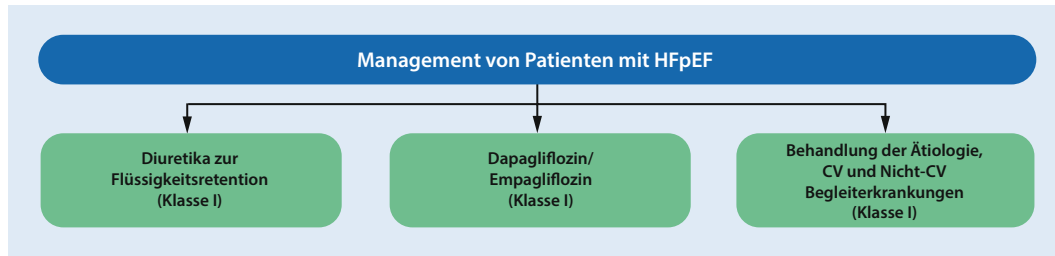 Management von Patienten mit HFpEF
Diuretika zur
Flüssigkeitsretention
(Klasse I)
Dapagliflozin/
Empagliflozin
(Klasse I)
Behandlung der Ätiologie,
CV und Nicht-CV
Begleiterkrankungen
(Klasse I)